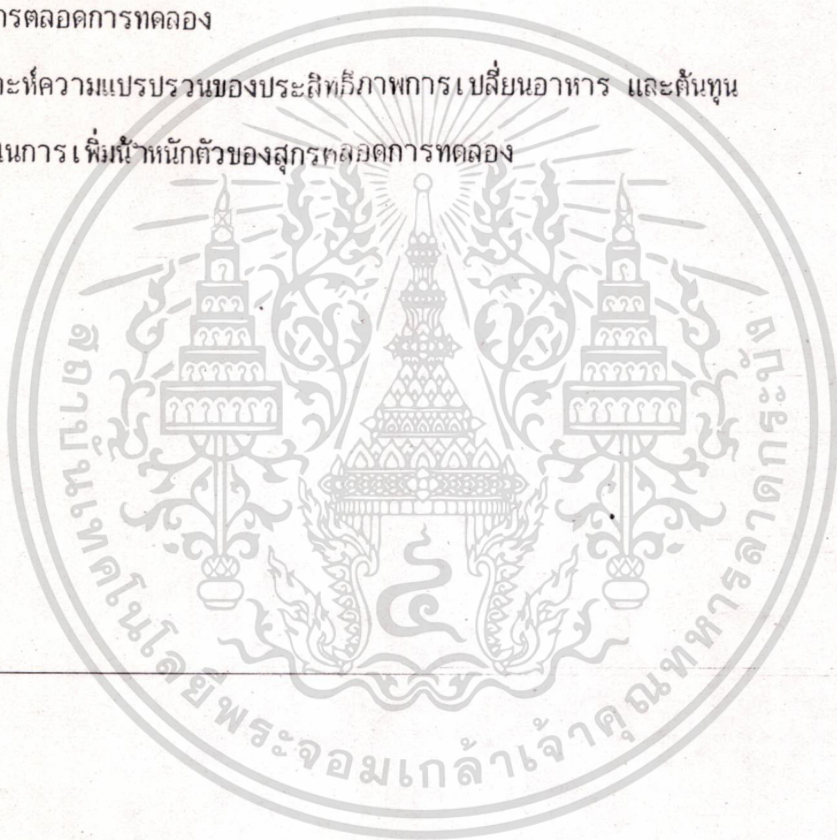 กรตลอดการทดลอง
าะห์ความแปรปรวนของประสิทธิภาพการเปลี่ยนอาหาร และต้นทุน
นการเพิ่มน้ำหนักตัวของสุกรตลอดการทดลอง
สถาบันเทคโนโลยีพระจอมเกล้าเจ้าคุณทหารลาดกระบัง